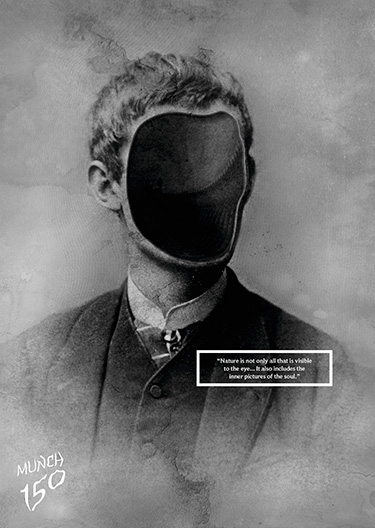 "Nature is not only all that is visible
to the eye... It also includes the
inner pictures of the soul."
MUNCH
150